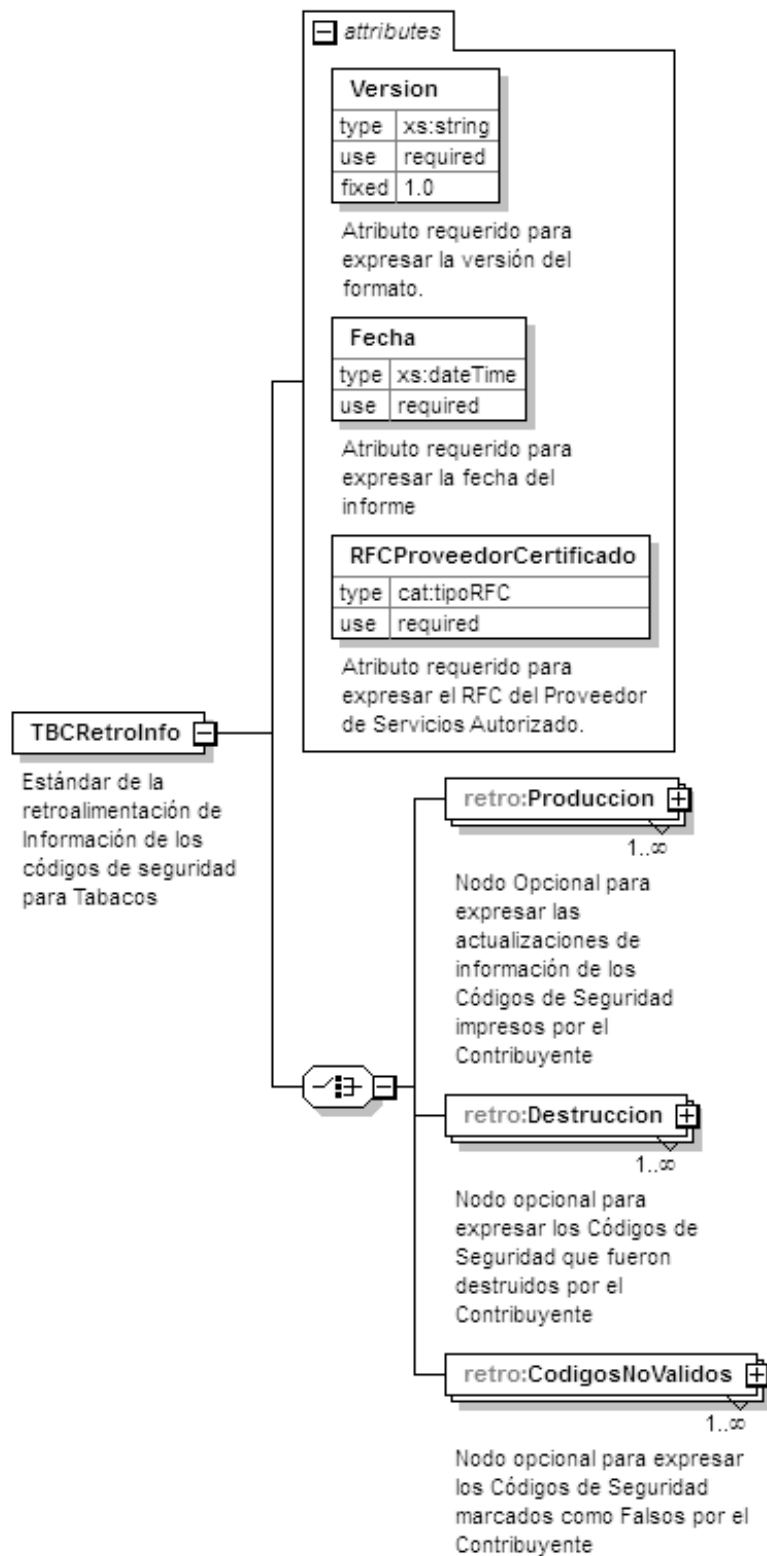 attributes
Version
type xs:string
use required
fixed 1.0
Atributo requerido para
expresar la versión del
formato.
Fecha
type xs:dateTime
use required
Atributo requerido para
expresar la fecha del
informe
RFCProveedorCertificado
type cat:tipoRFC
use required
Atributo requerido para
expresar el RFC del Proveedor
de Servicios Autorizado.
TBCRetroInfo
Estándar de la
retroalimentación de
Información de los
códigos de seguridad
para Tabacos
retro:Produccion
1..∞
Nodo Opcional para
expresar las
actualizaciones de
información de los
Códigos de Seguridad
impresos por el
Contribuyente
retro:Destruccion
1..∞
Nodo opcional para
expresar los Códigos de
Seguridad que fueron
destruidos por el
Contribuyente
retro:CodigosNoValidos
1..∞
Nodo opcional para expresar
los Códigos de Seguridad
marcados como Falsos por el
Contribuyente